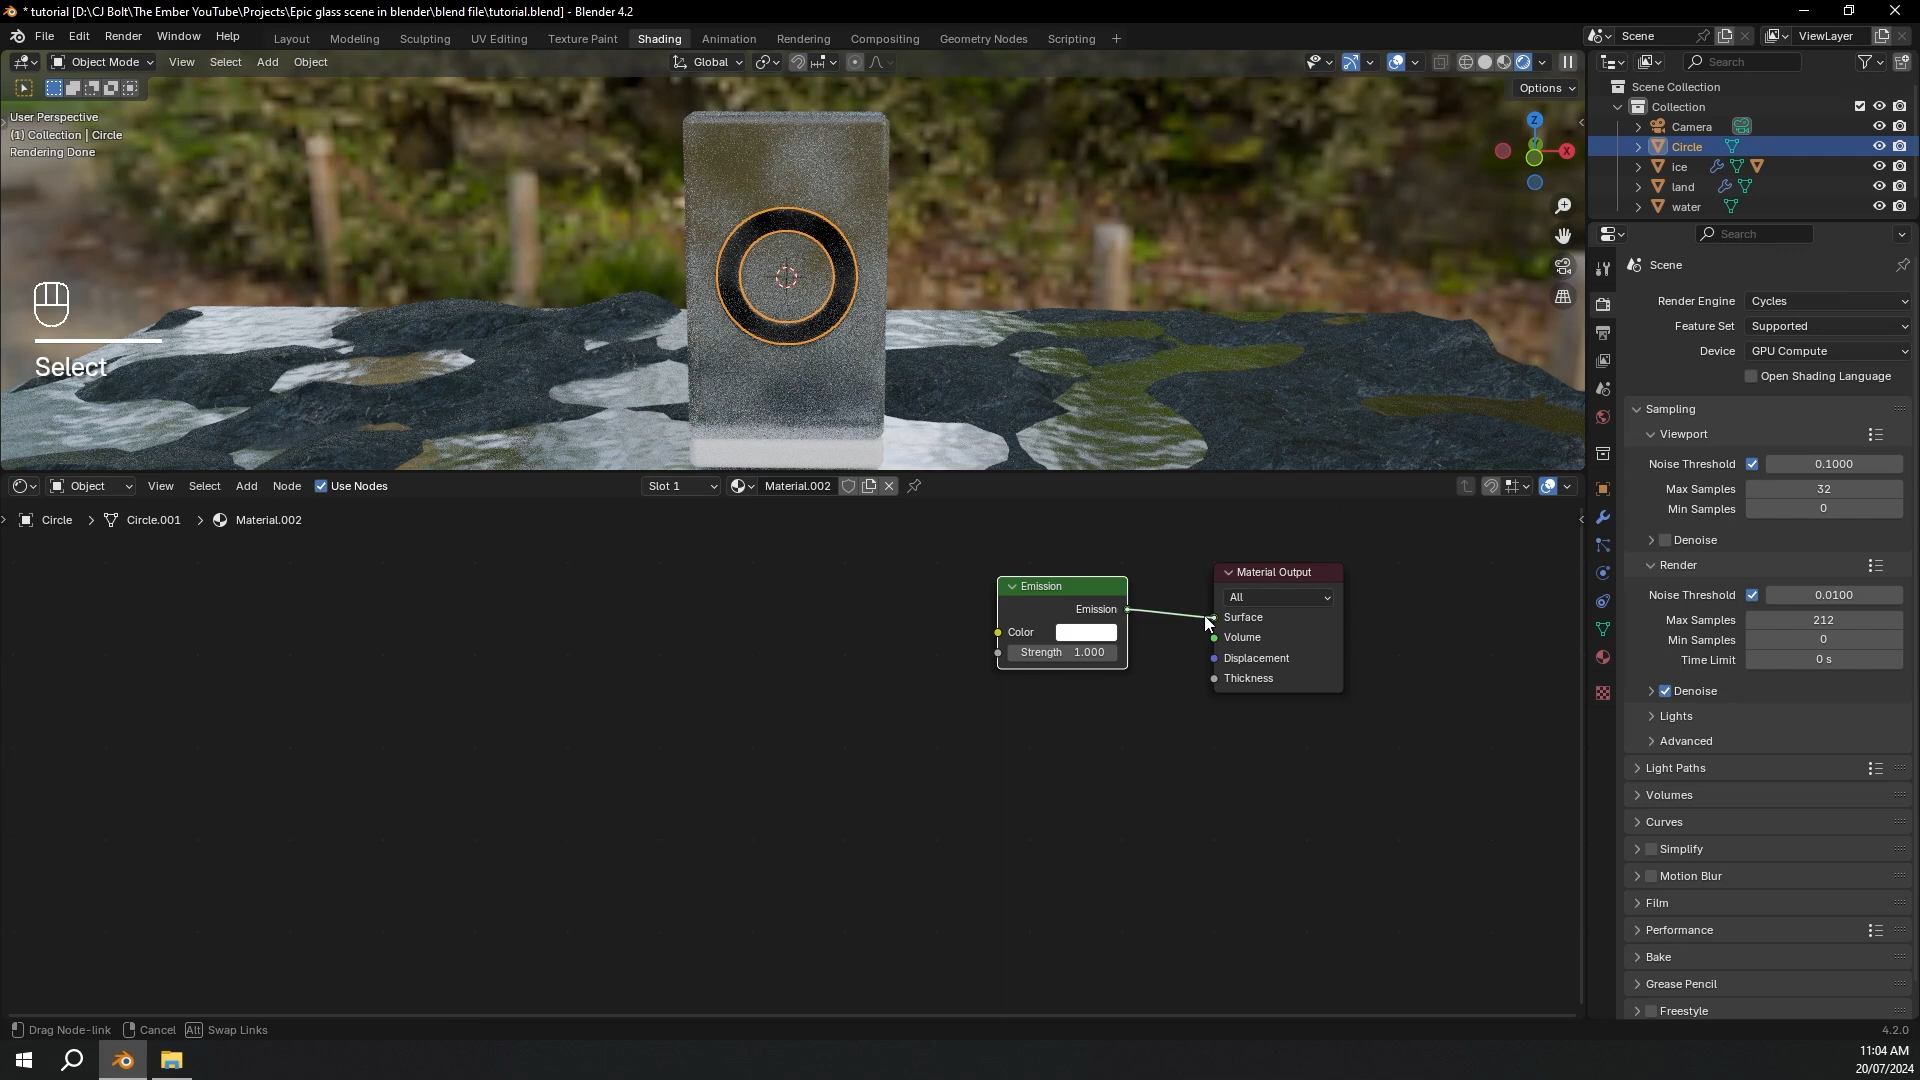 * tutorial [D:\CJ Bolt\The Ember YouTube\Projects\Epic glass scene in blender\blend file\tutorial.blend] - Blender 4.2
File Edit Render Window Help Layout Modeling Sculpting UV Editing Texture Paint Shading Animation Rendering Compositing Geometry Nodes Scripting + Scene ViewLayer
Object Mode View Select Add Object Global Search
Options
User Perspective
(1) Collection | Circle
Rendering Done
Z
X
Select
Scene Collection
Collection
Camera
Circle
ice
land
water
Search
Scene
Render Engine Cycles
Feature Set Supported
Device GPU Compute
Open Shading Language
Sampling
Viewport
Noise Threshold 0.1000
Max Samples 32
Min Samples 0
Denoise
Render
Noise Threshold 0.0100
Max Samples 212
Min Samples 0
Time Limit 0 s
Denoise
Lights
Advanced
Light Paths
Volumes
Curves
Simplify
Motion Blur
Film
Performance
Bake
Grease Pencil
Freestyle
Object View Select Add Node Use Nodes Slot 1 Material.002
Circle > Circle.001 > Material.002
Emission
Emission
Color
Strength 1.000
Material Output
All
Surface
Volume
Displacement
Thickness
Drag Node-link Cancel Alt Swap Links 4.2.0
11:04 AM
20/07/2024